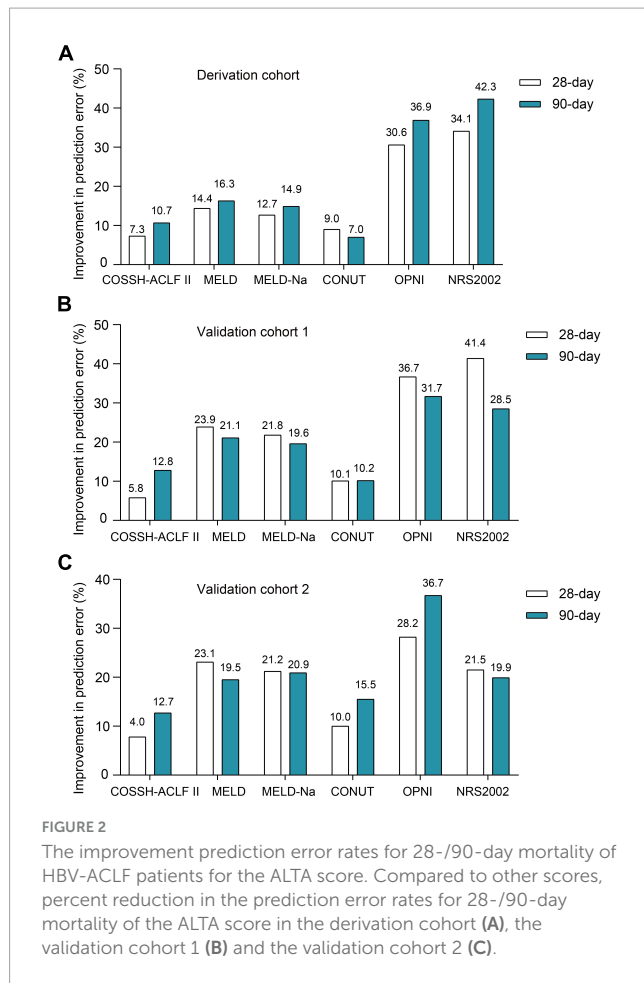 A
Derivation cohort
Improvement in prediction error (%)
50
40
30
20
10
0
28-day
90-day
7.3 10.7 14.4 16.3 12.7 14.9 9.0 7.0 30.6 36.9 34.1 42.3
COSSH-ACLF II MELD MELD-Na CONUT OPNI NRS2002
B
Validation cohort 1
Improvement in prediction error (%)
50
40
30
20
10
0
28-day
90-day
5.8 12.8 23.9 21.1 21.8 19.6 10.1 10.2 36.7 31.7 41.4 28.5
COSSH-ACLF II MELD MELD-Na CONUT OPNI NRS2002
C
Validation cohort 2
Improvement in prediction error (%)
40
30
20
10
0
28-day
90-day
4.0 12.7 23.1 19.5 21.2 20.9 10.0 15.5 28.2 36.7 21.5 19.9
COSSH-ACLF II MELD MELD-Na CONUT OPNI NRS2002
FIGURE 2
The improvement prediction error rates for 28-/90-day mortality of
HBV-ACLF patients for the ALTA score. Compared to other scores,
percent reduction in the prediction error rates for 28-/90-day
mortality of the ALTA score in the derivation cohort (A), the
validation cohort 1 (B) and the validation cohort 2 (C).